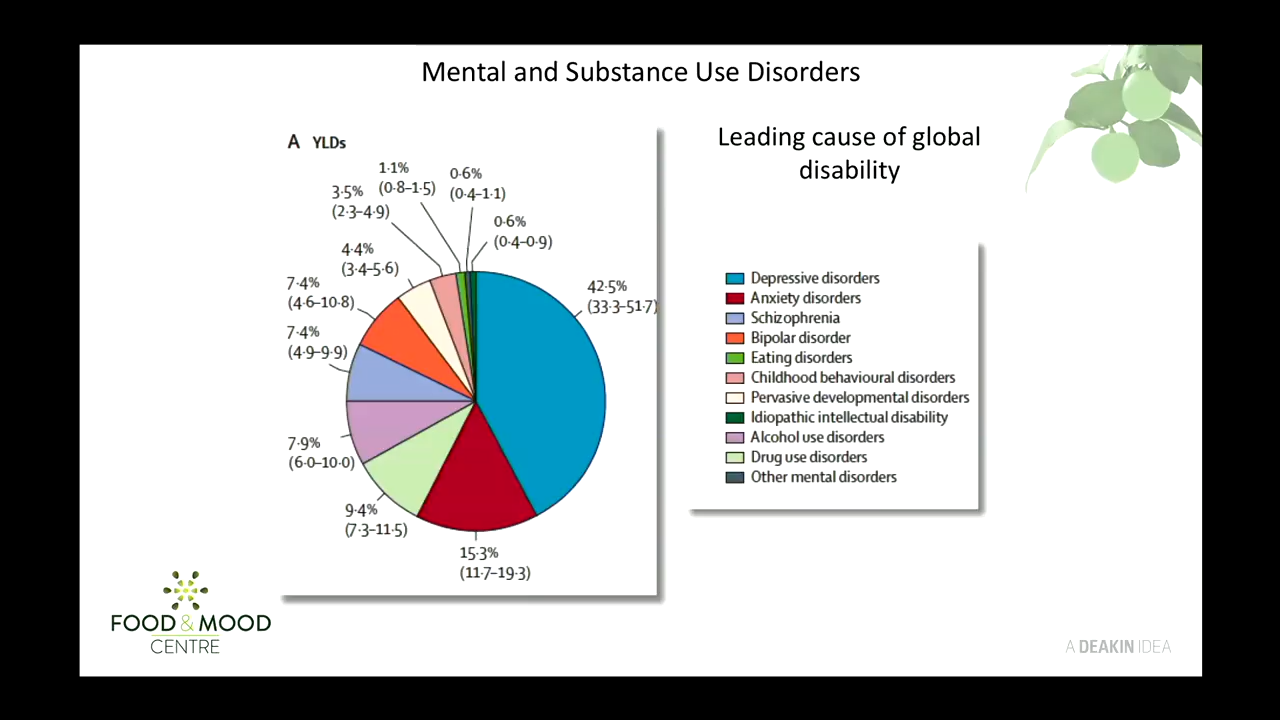 Mental and Substance Use Disorders
Leading cause of global
disability
A YLDs
1·1%
(0·8–1·5)
0·6%
(0·4–1·1)
3·5%
(2·3–4·9)
0·6%
(0·4–0·9)
4·4%
(3·4–5·6)
7·4%
(4·6–10·8)
42·5%
(33·3–51·7)
7·4%
(4·9–9·9)
7·9%
(6·0–10·0)
9·4%
(7·3–11·5)
15·3%
(11·7–19·3)
Depressive disorders
Anxiety disorders
Schizophrenia
Bipolar disorder
Eating disorders
Childhood behavioural disorders
Pervasive developmental disorders
Idiopathic intellectual disability
Alcohol use disorders
Drug use disorders
Other mental disorders
FOOD & MOOD
CENTRE
A DEAKIN IDEA